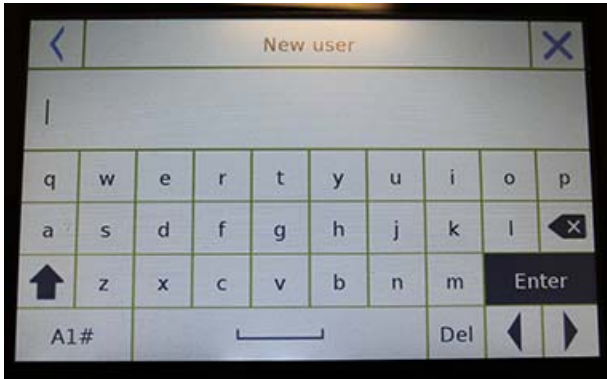 New user
q w e r t y u i o p
a s d f g h j k l
z x c v b n m Enter
A1# Del